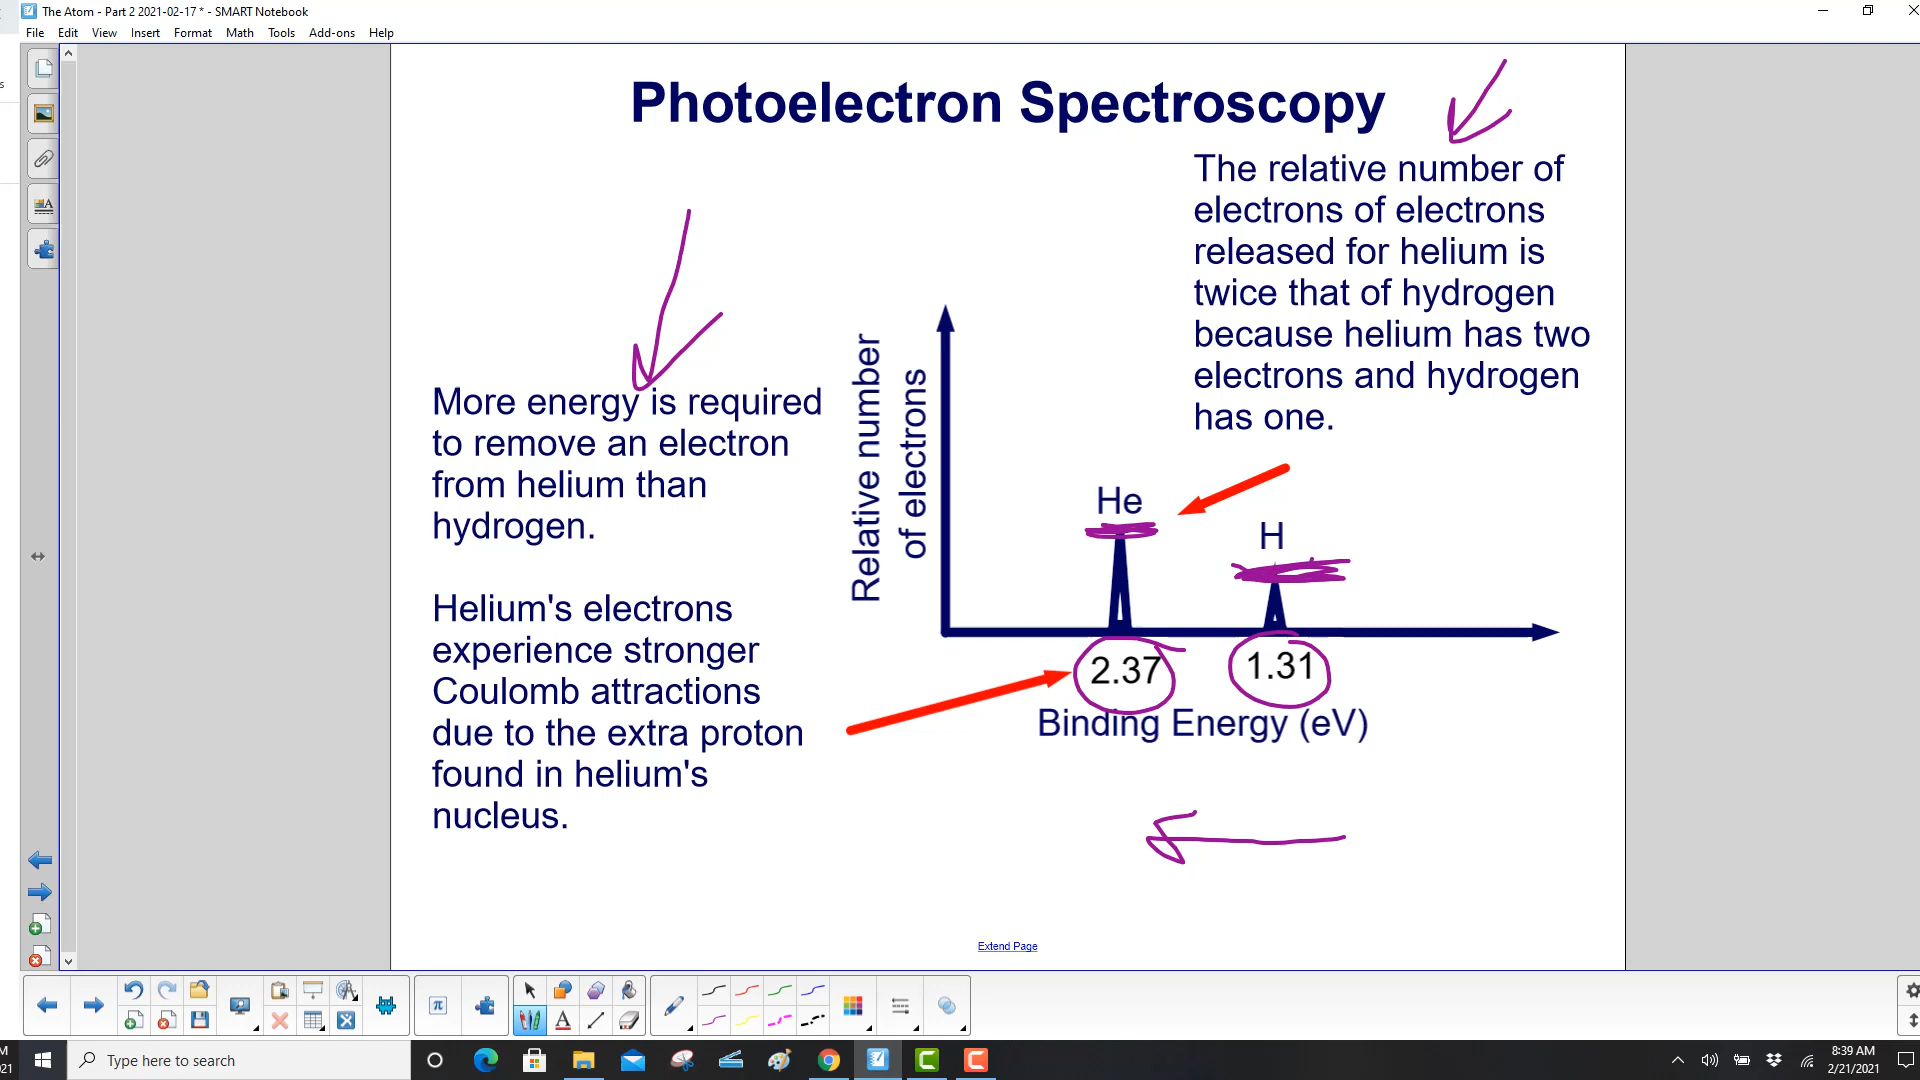 The Atom - Part 2 2021-02-17 * - SMART Notebook
File Edit View Insert Format Math Tools Add-ons Help
Photoelectron Spectroscopy
The relative number of
electrons of electrons
released for helium is
twice that of hydrogen
because helium has two
electrons and hydrogen
has one.
More energy is required
to remove an electron
from helium than
hydrogen.
Helium's electrons
experience stronger
Coulomb attractions
due to the extra proton
found in helium's
nucleus.
Relative number
of electrons
He
H
2.37
1.31
Binding Energy (eV)
Extend Page
Type here to search
8:39 AM
2/21/2021